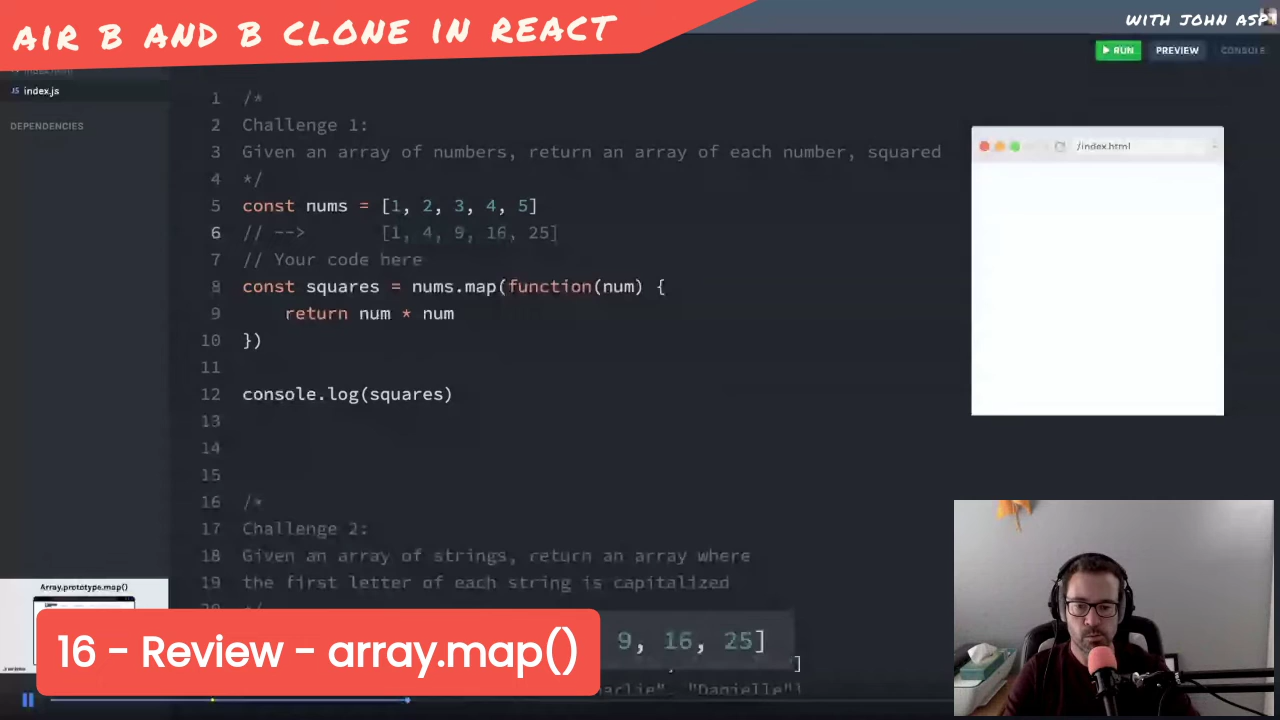 AIR B AND B CLONE IN REACT
WITH JOHN ASP
RUN PREVIEW CONSOLE
index.html
index.js
DEPENDENCIES
/index.html
1 /*
2 Challenge 1:
3 Given an array of numbers, return an array of each number, squared
4 */
5 const nums = [1, 2, 3, 4, 5]
6 // --> [1, 4, 9, 16, 25]
7 // Your code here
8 const squares = nums.map(function(num) {
9 return num * num
10 })
11
12 console.log(squares)
13
14
15
16 /*
17 Challenge 2:
18 Given an array of strings, return an array where
19 the first letter of each string is capitalized
Array.prototype.map()
16 - Review - array.map()
9, 16, 25]
"Danielle"]